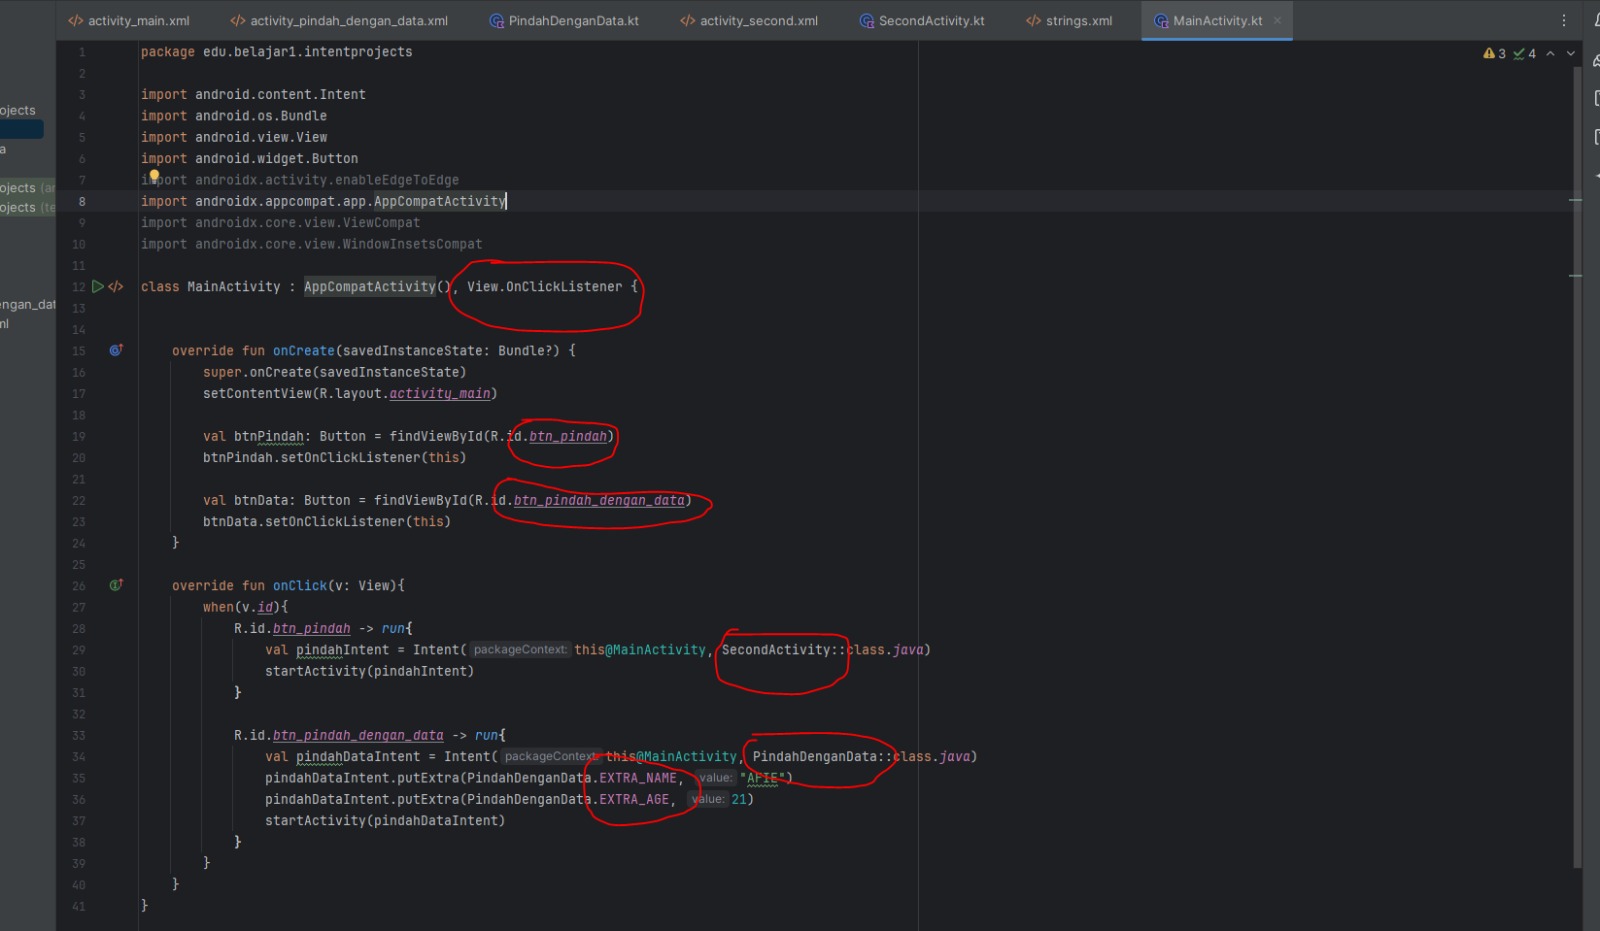 activity_main.xml activity_pindah_dengan_data.xml PindahDenganData.kt activity_second.xml SecondActivity.kt strings.xml MainActivity.kt
3 4
ojects
a
ojects
ojects
ml
1 package edu.belajar1.intentprojects
2
3 import android.content.Intent
4 import android.os.Bundle
5 import android.view.View
6 import android.widget.Button
7 import androidx.activity.enableEdgeToEdge
8 import androidx.appcompat.app.AppCompatActivity
9 import androidx.core.view.ViewCompat
10 import androidx.core.view.WindowInsetsCompat
11
12 class MainActivity : AppCompatActivity(), View.OnClickListener {
13
14
15 override fun onCreate(savedInstanceState: Bundle?) {
16 super.onCreate(savedInstanceState)
17 setContentView(R.layout.activity_main)
18
19 val btnPindah: Button = findViewById(R.id.btn_pindah)
20 btnPindah.setOnClickListener(this)
21
22 val btnData: Button = findViewById(R.id.btn_pindah_dengan_data)
23 btnData.setOnClickListener(this)
24 }
25
26 override fun onClick(v: View){
27 when(v.id){
28 R.id.btn_pindah -> run{
29 val pindahIntent = Intent( packageContext: this@MainActivity, SecondActivity::class.java)
30 startActivity(pindahIntent)
31 }
32
33 R.id.btn_pindah_dengan_data -> run{
34 val pindahDataIntent = Intent( packageContext: this@MainActivity, PindahDenganData::class.java)
35 pindahDataIntent.putExtra(PindahDenganData.EXTRA_NAME, value: "AFIE")
36 pindahDataIntent.putExtra(PindahDenganData.EXTRA_AGE, value: 21)
37 startActivity(pindahDataIntent)
38 }
39 }
40 }
41 }